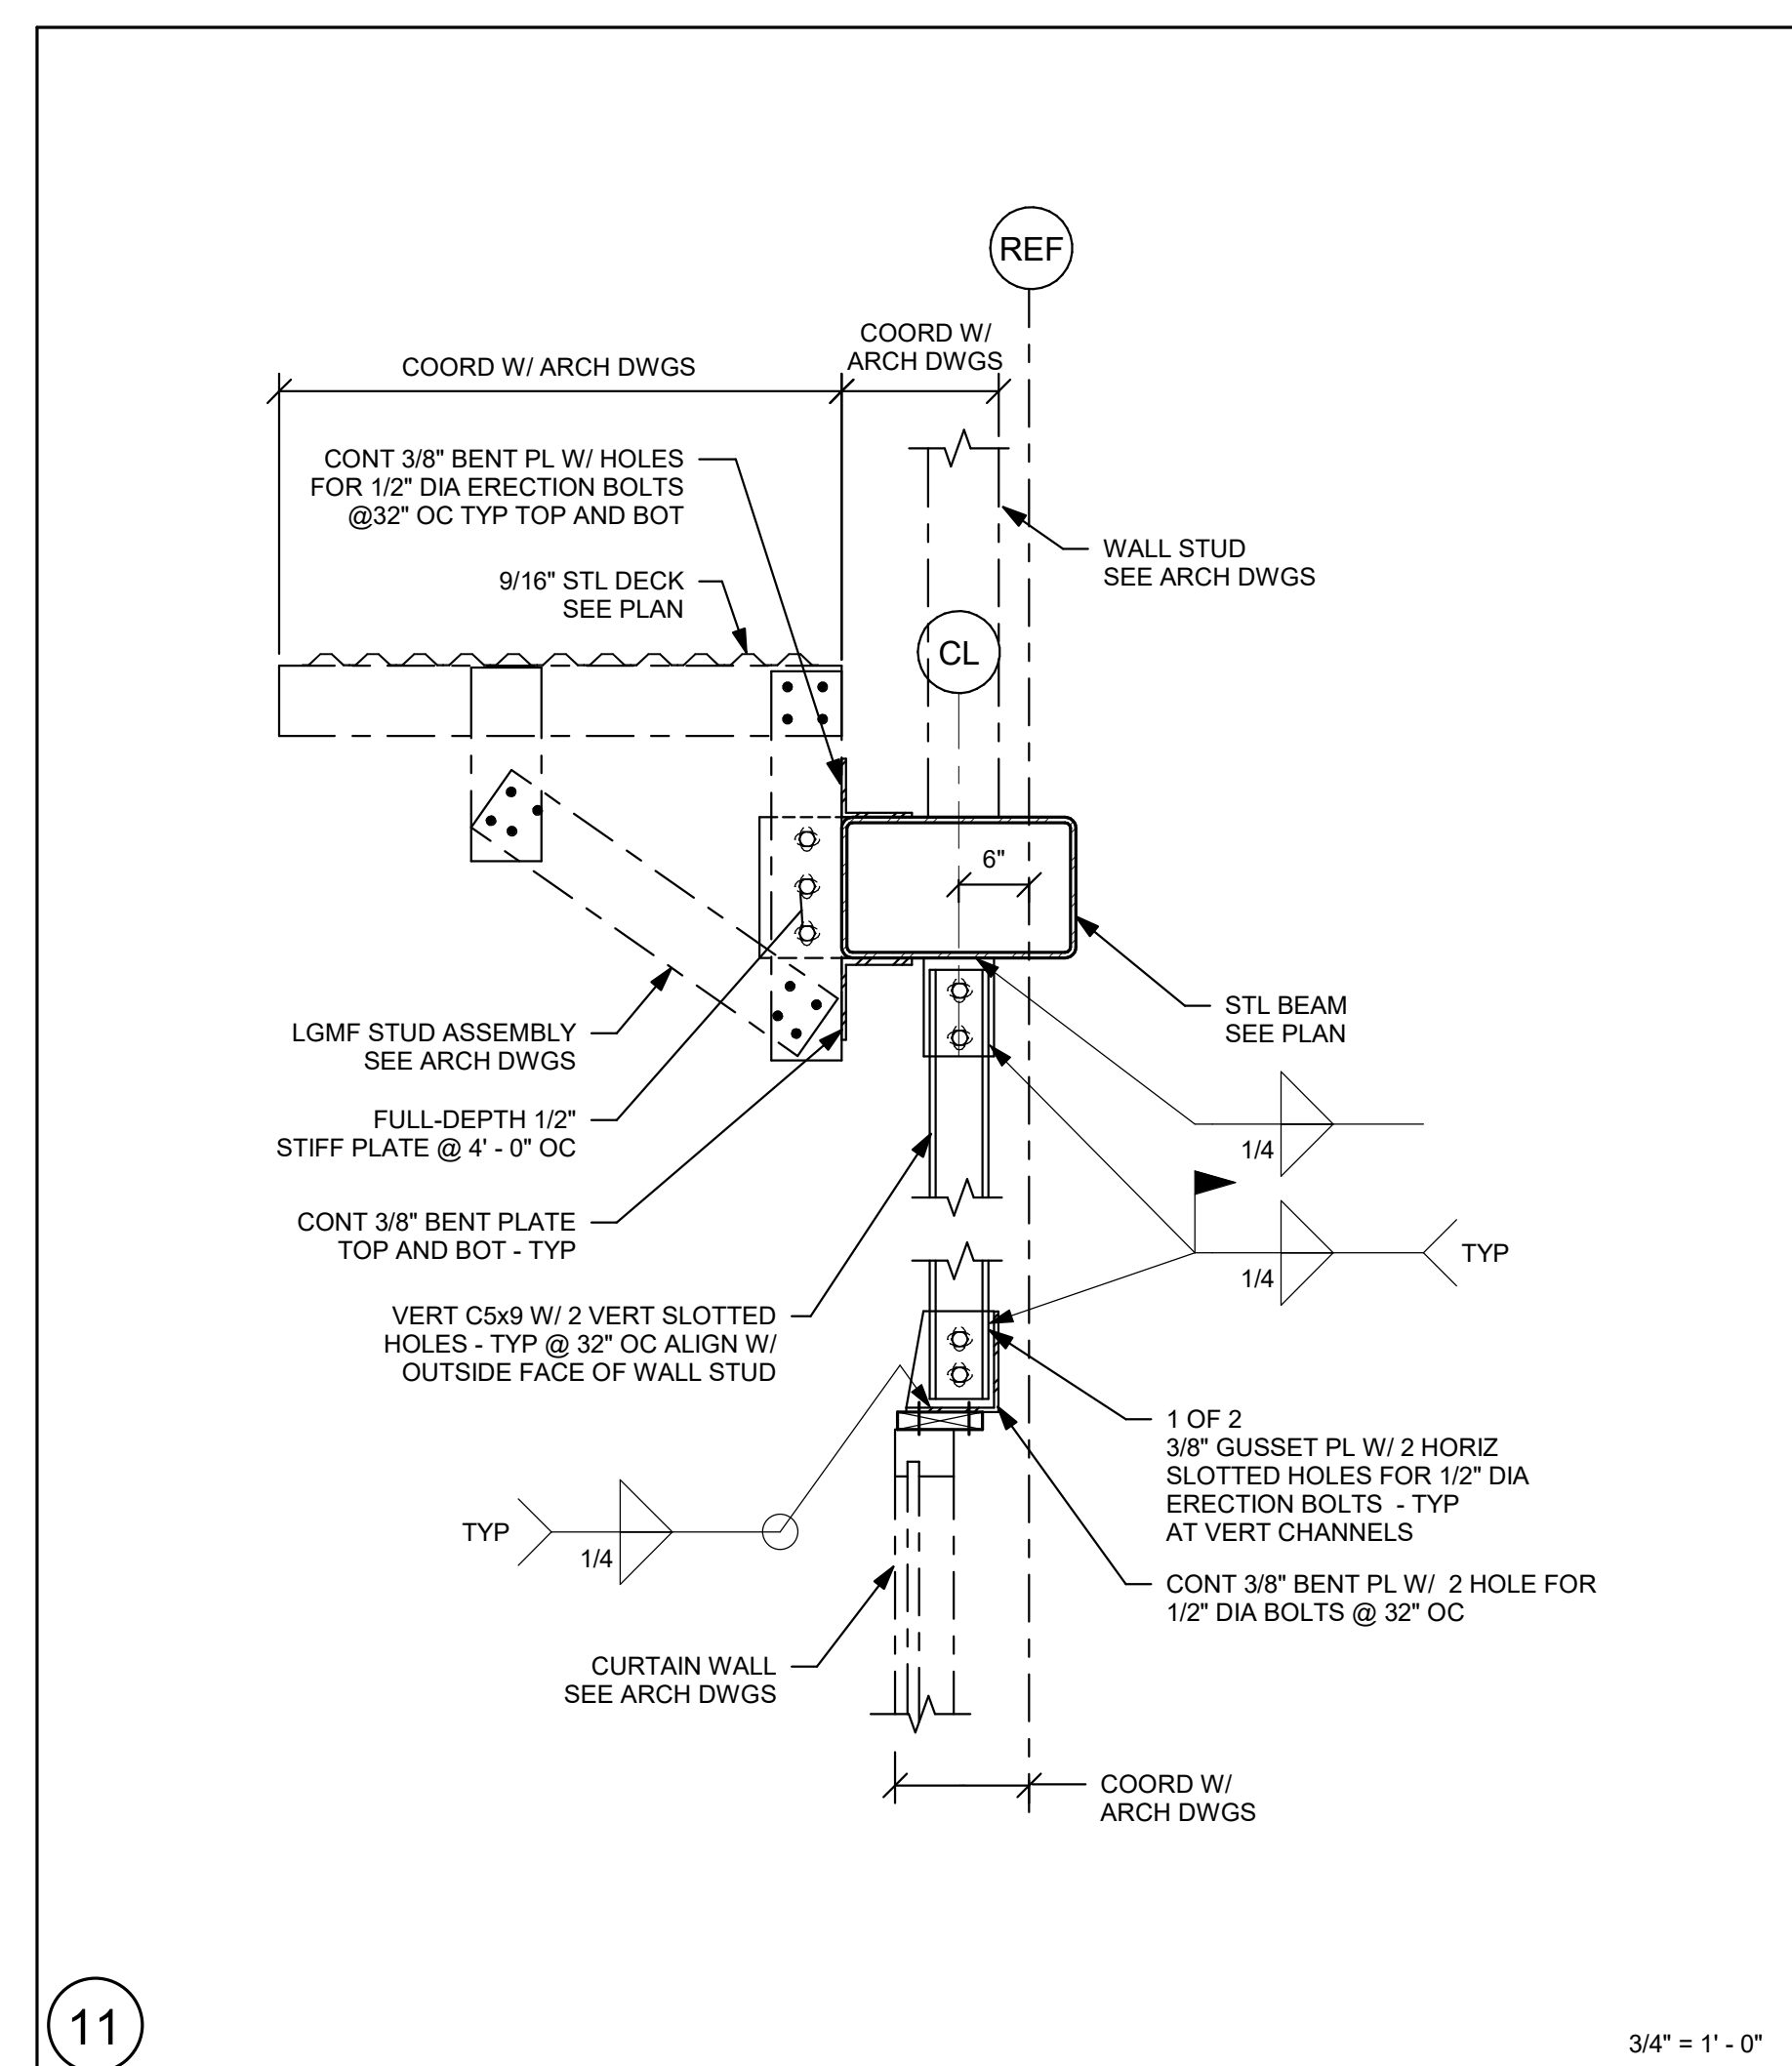 REF
COORD W/
ARCH DWGS
COORD W/ ARCH DWGS
CONT 3/8" BENT PL W/ HOLES
FOR 1/2" DIA ERECTION BOLTS
@32" OC TYP TOP AND BOT
WALL STUD
SEE ARCH DWGS
9/16" STL DECK
SEE PLAN
CL
6"
STL BEAM
SEE PLAN
LGMF STUD ASSEMBLY
SEE ARCH DWGS
FULL-DEPTH 1/2"
STIFF PLATE @ 4' - 0" OC
1/4
CONT 3/8" BENT PLATE
TOP AND BOT - TYP
TYP
1/4
VERT C5x9 W/ 2 VERT SLOTTED
HOLES - TYP @ 32" OC ALIGN W/
OUTSIDE FACE OF WALL STUD
1 OF 2
3/8" GUSSET PL W/ 2 HORIZ
SLOTTED HOLES FOR 1/2" DIA
ERECTION BOLTS - TYP
AT VERT CHANNELS
TYP
1/4
CONT 3/8" BENT PL W/ 2 HOLE FOR
1/2" DIA BOLTS @ 32" OC
CURTAIN WALL
SEE ARCH DWGS
COORD W/
ARCH DWGS
11
3/4" = 1' - 0"